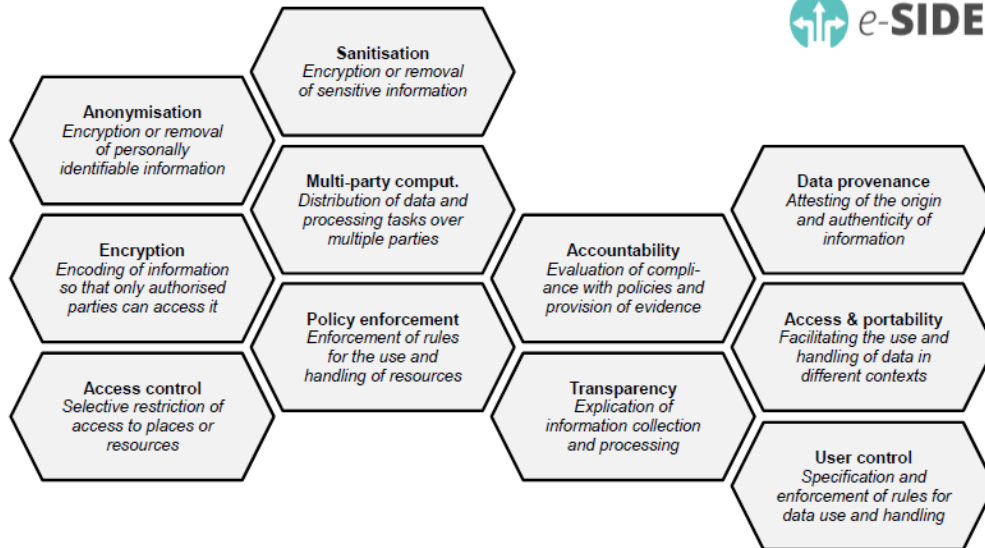 e-SIDE
Sanitisation
Encryption or removal
of sensitive information
Anonymisation
Encryption or removal
of personally
identifiable information
Multi-party comput.
Distribution of data and
processing tasks over
multiple parties
Data provenance
Attesting of the origin
and authenticity of
information
Encryption
Encoding of information
so that only authorised
parties can access it
Accountability
Evaluation of compli-
ance with policies and
provision of evidence
Policy enforcement
Enforcement of rules
for the use and
handling of resources
Access & portability
Facilitating the use and
handling of data in
different contexts
Access control
Selective restriction of
access to places or
resources
Transparency
Explication of
information collection
and processing
User control
Specification and
enforcement of rules for
data use and handling